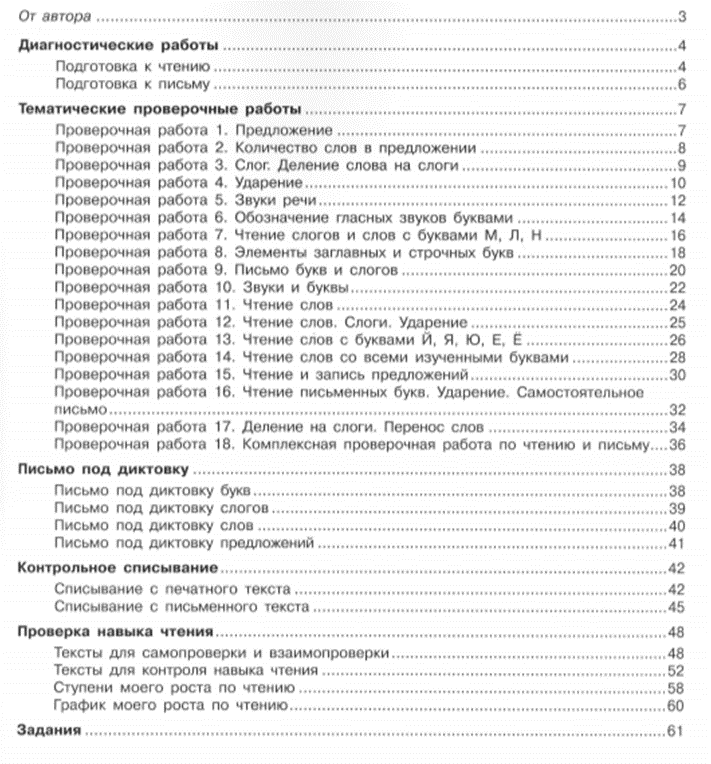 От автора ... 3
Диагностические работы ... 4
Подготовка к чтению ... 4
Подготовка к письму ... 6
Тематические проверочные работы ... 7
Проверочная работа 1. Предложение ... 7
Проверочная работа 2. Количество слов в предложении ... 8
Проверочная работа 3. Слог. Деление слова на слоги ... 9
Проверочная работа 4. Ударение ... 10
Проверочная работа 5. Звуки речи ... 12
Проверочная работа 6. Обозначение гласных звуков буквами ... 14
Проверочная работа 7. Чтение слогов и слов с буквами М, Л, Н ... 16
Проверочная работа 8. Элементы заглавных и строчных букв ... 18
Проверочная работа 9. Письмо букв и слогов ... 20
Проверочная работа 10. Звуки и буквы ... 22
Проверочная работа 11. Чтение слов ... 24
Проверочная работа 12. Чтение слов. Слоги. Ударение ... 25
Проверочная работа 13. Чтение слов с буквами Й, Я, Ю, Е, Ё ... 26
Проверочная работа 14. Чтение слов со всеми изученными буквами ... 28
Проверочная работа 15. Чтение и запись предложений ... 30
Проверочная работа 16. Чтение письменных букв. Ударение. Самостоятельное
письмо ... 32
Проверочная работа 17. Деление на слоги. Перенос слов ... 34
Проверочная работа 18. Комплексная проверочная работа по чтению и письму .... 36
Письмо под диктовку ... 38
Письмо под диктовку букв ... 38
Письмо под диктовку слогов ... 39
Письмо под диктовку слов ... 40
Письмо под диктовку предложений ... 41
Контрольное списывание ... 42
Списывание с печатного текста ... 42
Списывание с письменного текста ... 45
Проверка навыка чтения ... 48
Тексты для самопроверки и взаимопроверки ... 48
Тексты для контроля навыка чтения ... 52
Ступени моего роста по чтению ... 58
График моего роста по чтению ... 60
Задания ... 61